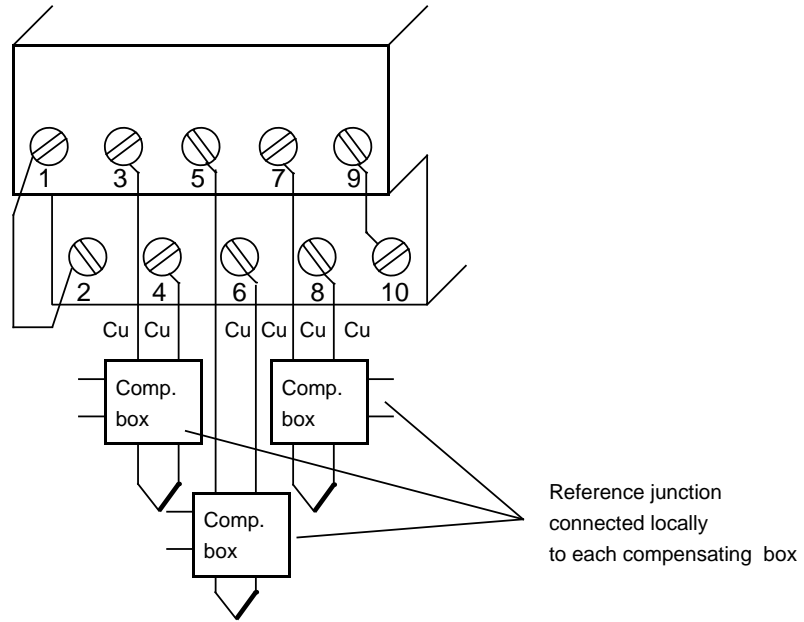 1 3 5 7 9
2 4 6 8 10
Cu Cu Cu Cu Cu Cu
Comp.
box
Comp.
box
Comp.
box
Reference junction
connected locally
to each compensating box